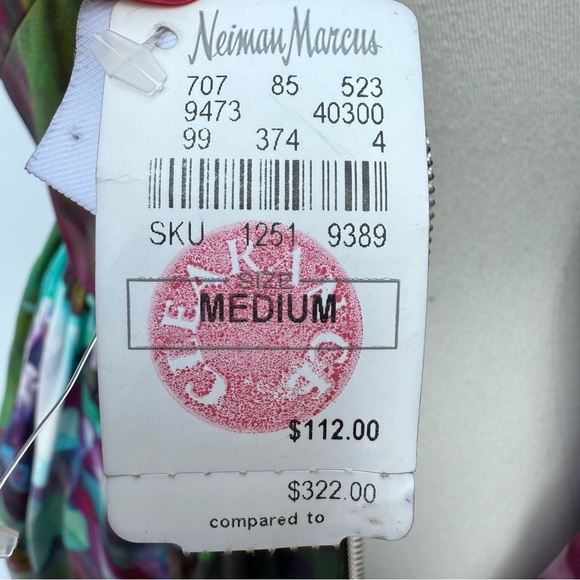 Neiman Marcus
707 85 523
9473 40300
99 374 4
SKU 1251 9389
CLEARANCE
SIZE
MEDIUM
$112.00
$322.00
compared to